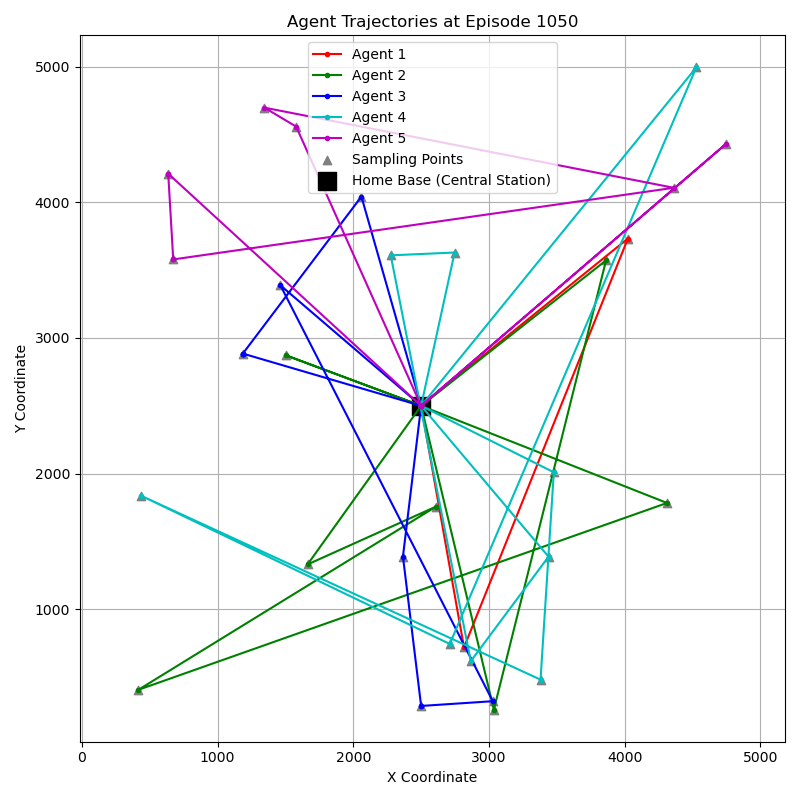 Agent Trajectories at Episode 1050
Agent 1
Agent 2
Agent 3
Agent 4
Agent 5
Sampling Points
Home Base (Central Station)
5000
4000
3000
2000
1000
Y Coordinate
0
1000
2000
3000
4000
5000
X Coordinate